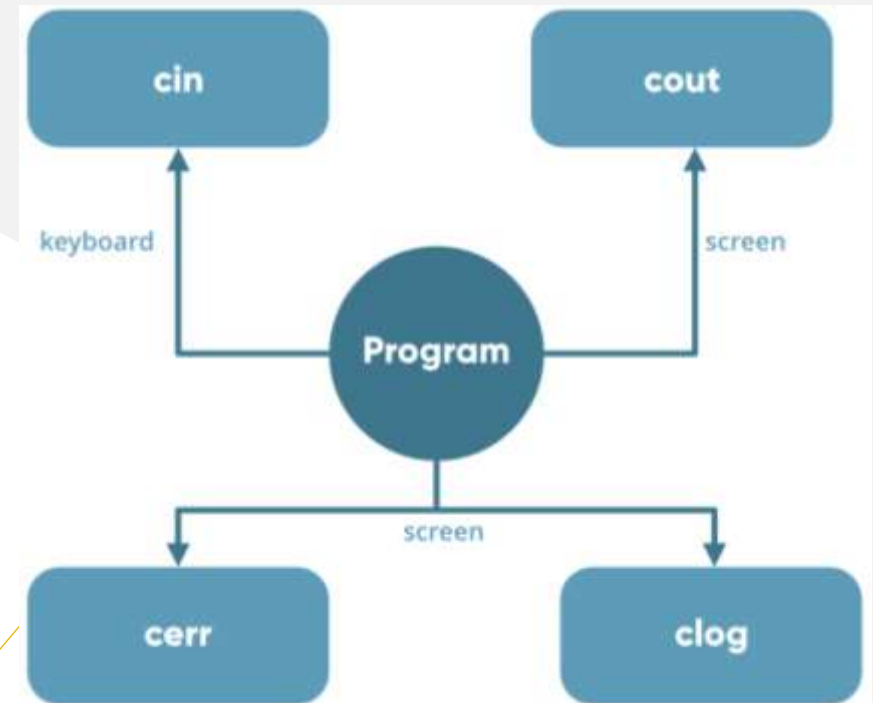 cin
cout
keyboard
screen
Program
screen
cerr
clog